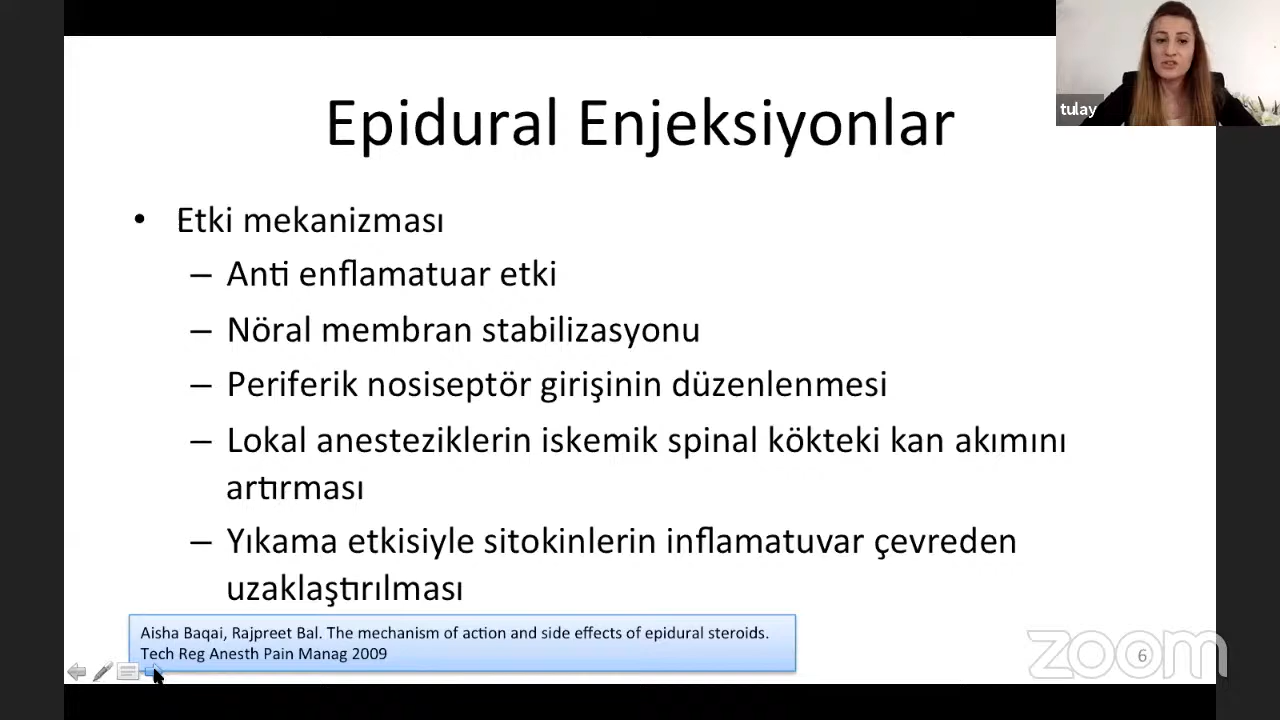 tulay
Epidural Enjeksiyonlar
• Etki mekanizması
– Anti enflamatuar etki
– Nöral membran stabilizasyonu
– Periferik nosiseptör girişinin düzenlenmesi
– Lokal anesteziklerin iskemik spinal kökteki kan akımını
artırması
– Yıkama etkisiyle sitokinlerin inflamatuvar çevreden
uzaklaştırılması
Aisha Baqai, Rajpreet Bal. The mechanism of action and side effects of epidural steroids.
Tech Reg Anesth Pain Manag 2009
zoom
6